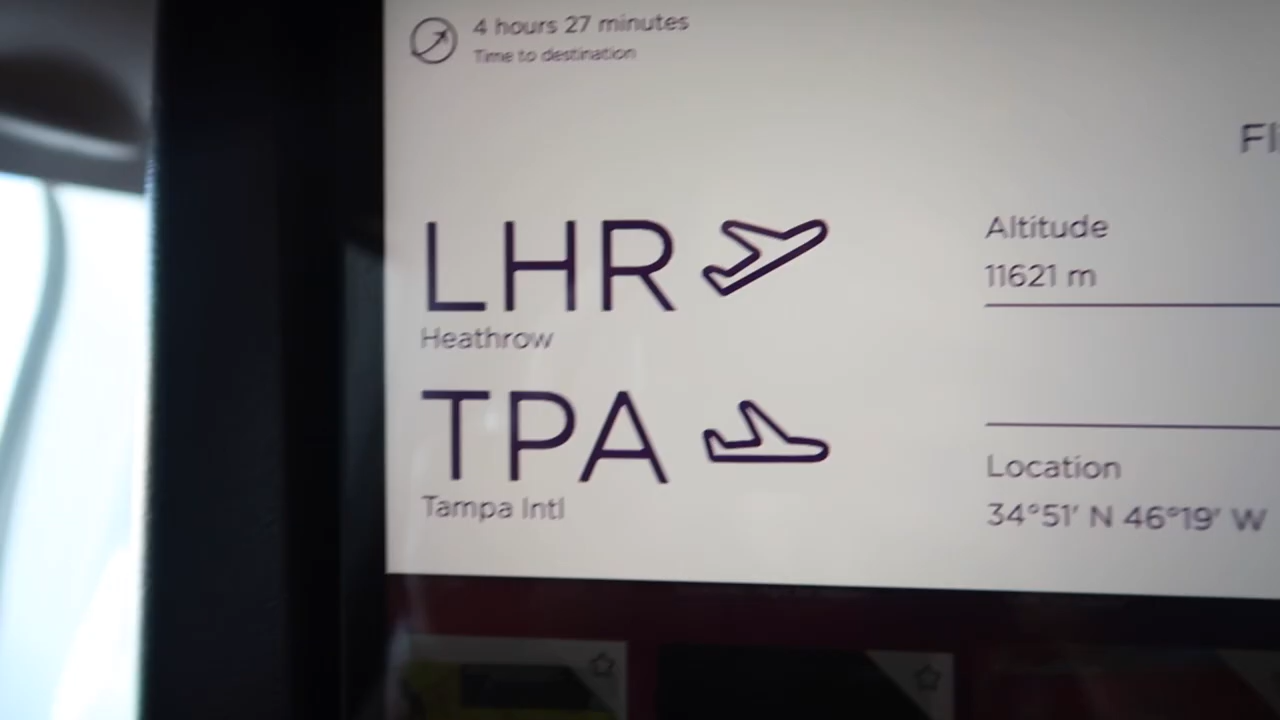 4 hours 27 minutes
Time to destination
LHR
Heathrow
TPA
Tampa Intl
Altitude
11621 m
Location
34°51' N 46°19' W